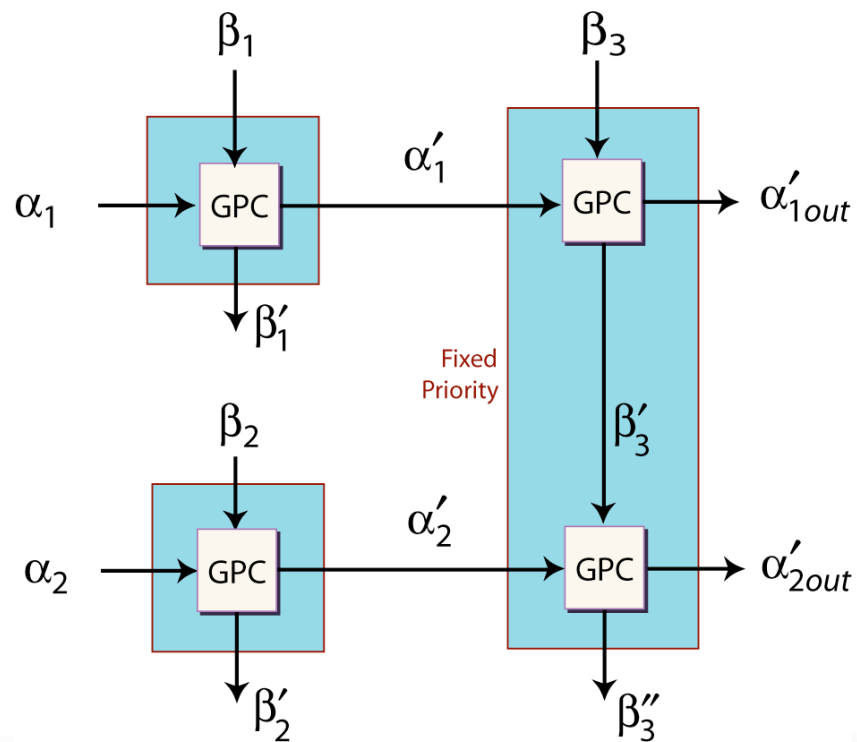 β₁
β₃
α₁
GPC
α′₁
GPC
α′₁out
β′₁
Fixed
Priority
β₂
β′₃
α₂
GPC
α′₂
GPC
α′₂out
β′₂
β″₃